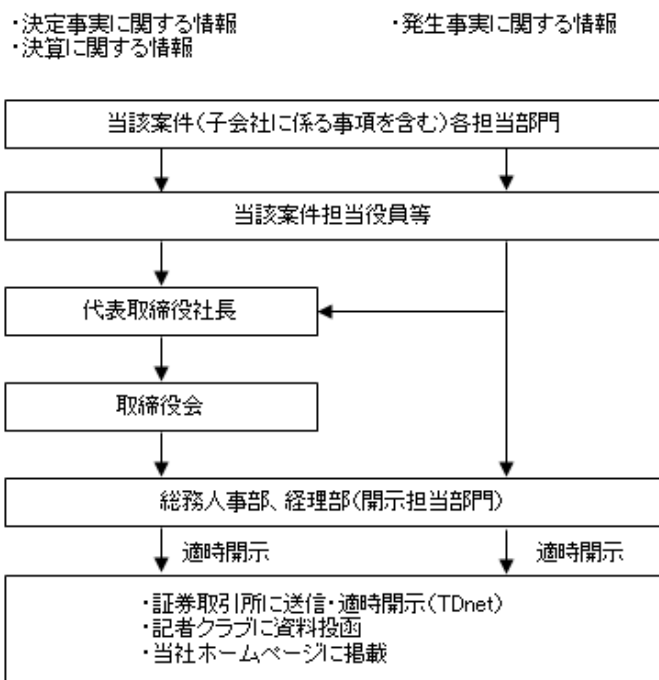 ・決定事実に関する情報
・決算に関する情報
・発生事実に関する情報
当該案件(子会社に係る事項を含む)各担当部門
当該案件担当役員等
代表取締役社長
取締役会
総務人事部、経理部(開示担当部門)
適時開示
適時開示
・証券取引所に送信・適時開示(TDnet)
・記者クラブに資料投函
・当社ホームページに掲載